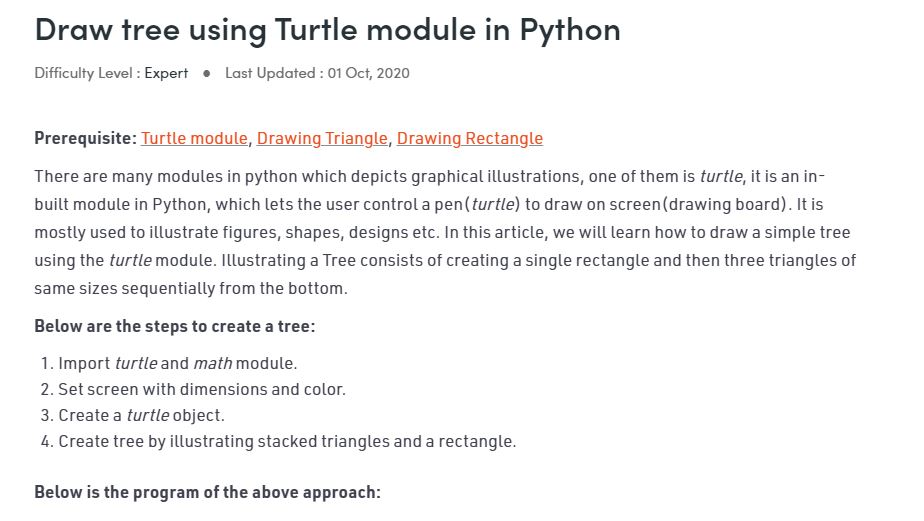 Draw tree using Turtle module in Python
Difficulty Level : Expert ● Last Updated : 01 Oct, 2020
Prerequisite: Turtle module, Drawing Triangle, Drawing Rectangle
There are many modules in python which depicts graphical illustrations, one of them is turtle, it is an in-
built module in Python, which lets the user control a pen(turtle) to draw on screen(drawing board). It is
mostly used to illustrate figures, shapes, designs etc. In this article, we will learn how to draw a simple tree
using the turtle module. Illustrating a Tree consists of creating a single rectangle and then three triangles of
same sizes sequentially from the bottom.
Below are the steps to create a tree:
1. Import turtle and math module.
2. Set screen with dimensions and color.
3. Create a turtle object.
4. Create tree by illustrating stacked triangles and a rectangle.
Below is the program of the above approach: